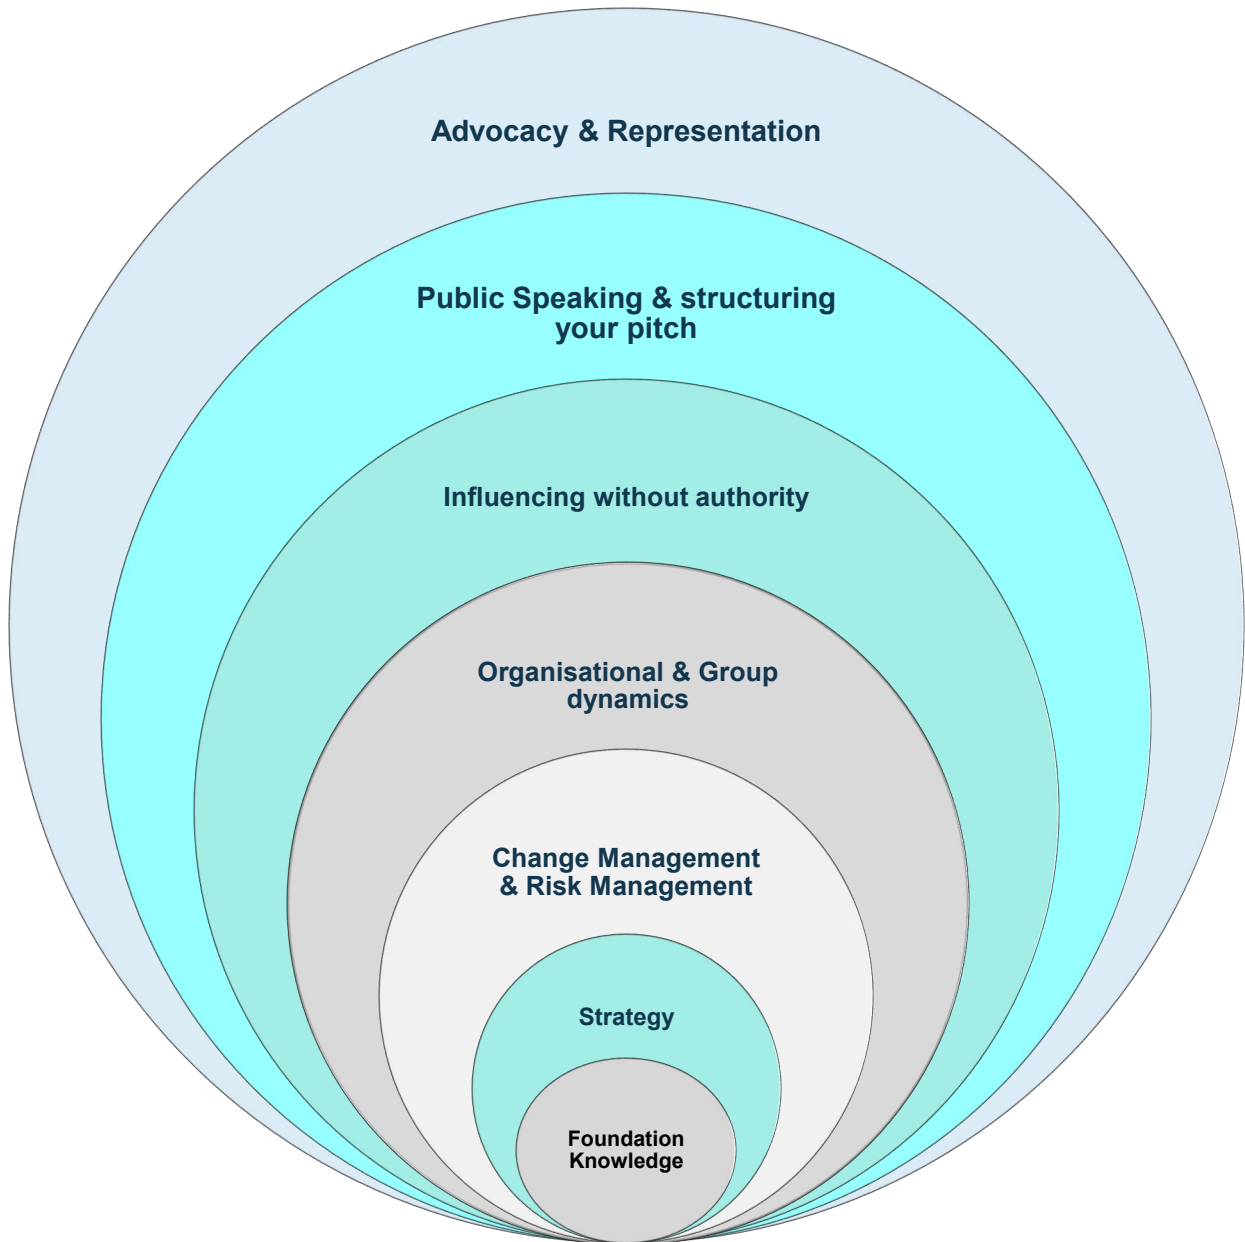 Advocacy & Representation
Public Speaking & structuring
your pitch
Influencing without authority
Organisational & Group
dynamics
Change Management
& Risk Management
Strategy
Foundation
Knowledge